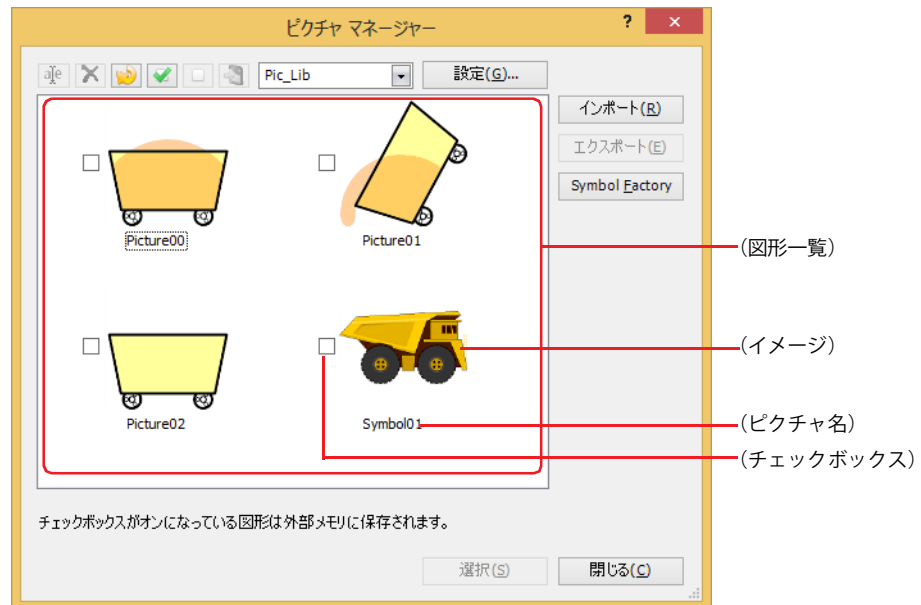 ピクチャ マネージャー
? ×
a|e
Pic_Lib
設定(G)...
インポート(R)
エクスポート(E)
Symbol Factory
Picture00
Picture01
(図形一覧)
(イメージ)
Picture02
Symbol01
(ピクチャ名)
(チェックボックス)
チェックボックスがオンになっている図形は外部メモリに保存されます。
選択(S)
閉じる(C)